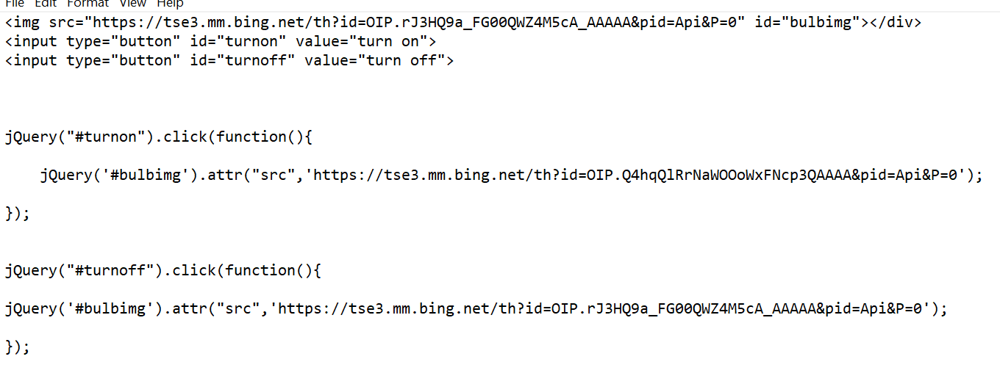 File Edit Format View Help
<img src="https://tse3.mm.bing.net/th?id=OIP.rJ3HQ9a_FG00QWZ4M5cA_AAAAA&pid=Api&P=0" id="bulbimg"></div>
<input type="button" id="turnon" value="turn on">
<input type="button" id="turnoff" value="turn off">
jQuery("#turnon").click(function(){
jQuery('#bulbimg').attr("src",'https://tse3.mm.bing.net/th?id=OIP.Q4hqQlRrNaWOOoWxFNcp3QAAAA&pid=Api&P=0');
});
jQuery("#turnoff").click(function(){
jQuery('#bulbimg').attr("src",'https://tse3.mm.bing.net/th?id=OIP.rJ3HQ9a_FG00QWZ4M5cA_AAAAA&pid=Api&P=0');
});